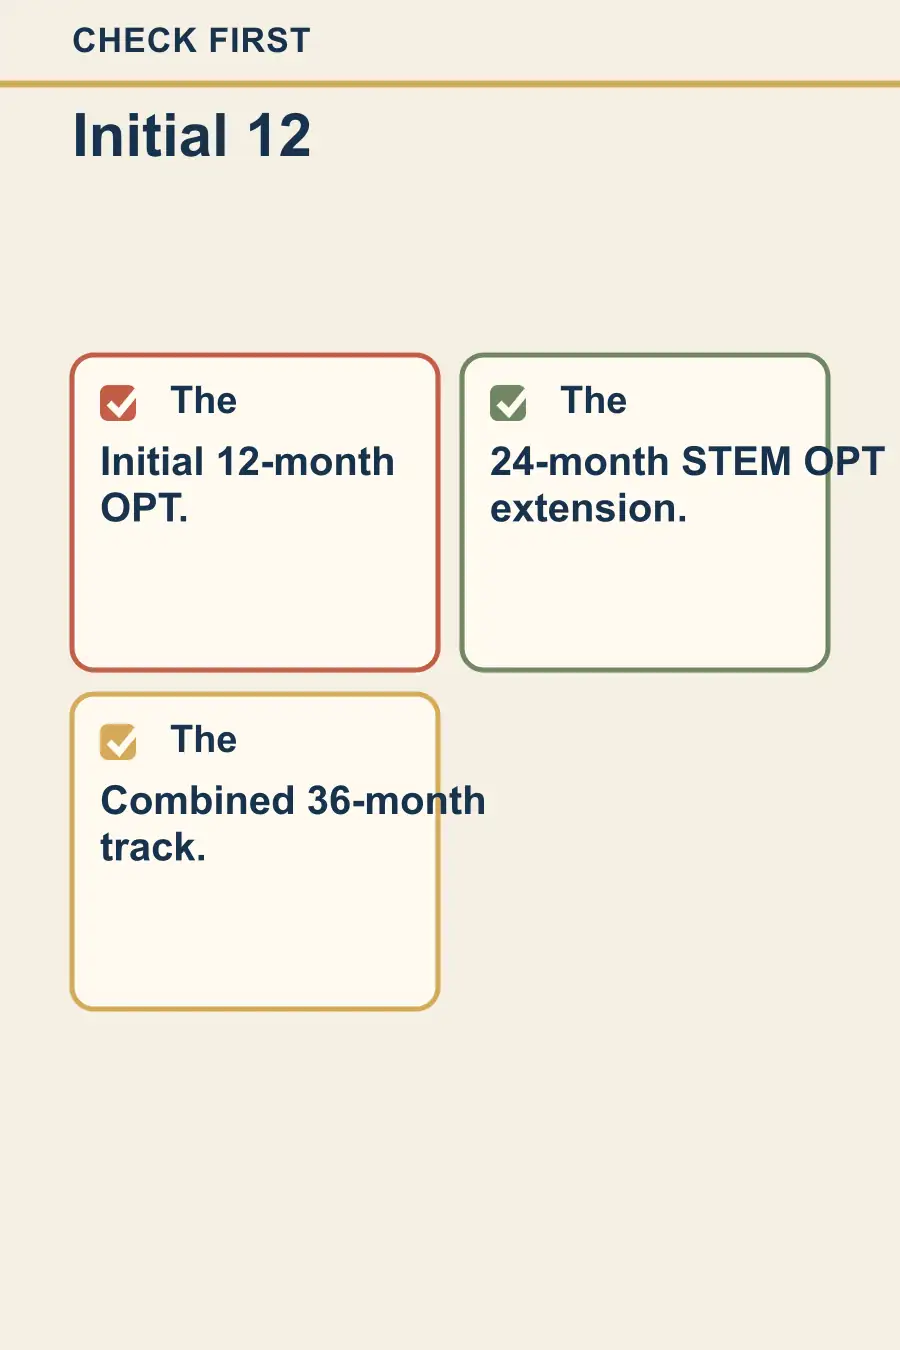 CHECK FIRST
Initial 12
The
Initial 12-month
OPT.
The
24-month STEM OPT
extension.
The
Combined 36-month
track.